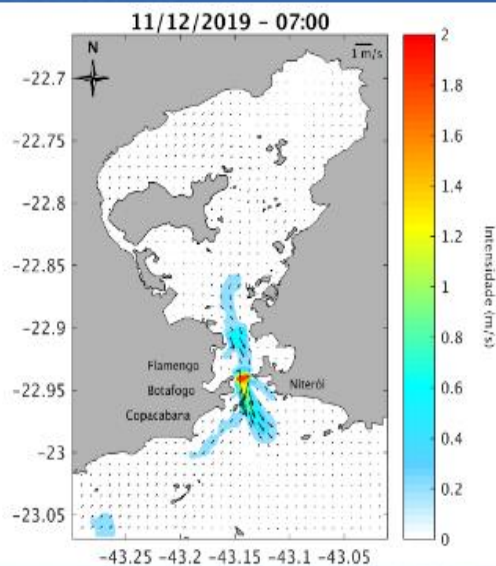 11/12/2019 - 07:00
N
1 m/s
−22.7
−22.75
−22.8
−22.85
−22.9
−22.95
−23
−23.05
Flamengo
Botafogo
Copacabana
Niterói
−43.25 −43.2 −43.15 −43.1 −43.05
2
1.8
1.6
1.4
1.2
1
0.8
0.6
0.4
0.2
0
Intensidade (m/s)